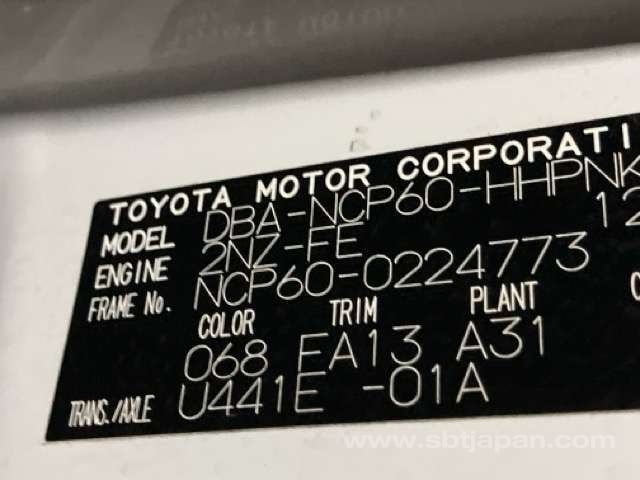 TOYOTA MOTOR CORPORATI
MODEL DBA-NCP60-HHPNK
ENGINE 2NZ-FE 12
FRAME No. NCP60-0224773
COLOR TRIM PLANT
068 FA13 A31
TRANS./AXLE U441E -01A
www.sbtjapan.com